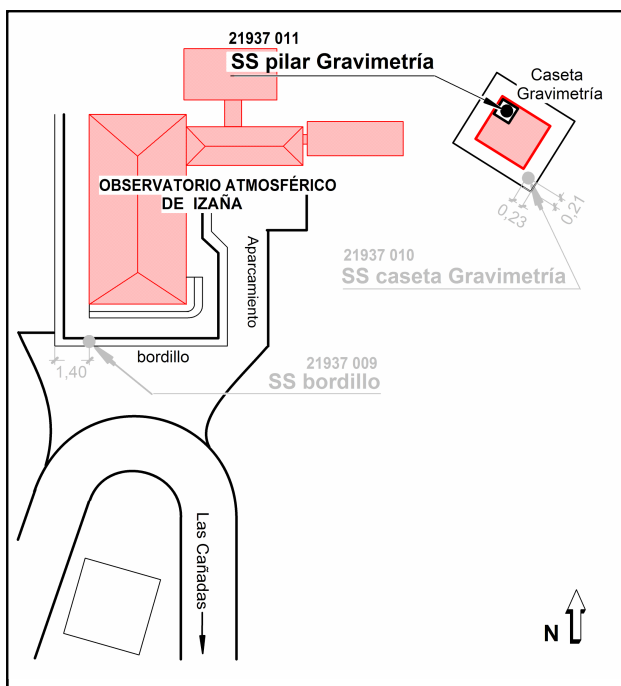 21937 011
SS pilar Gravimetría
Caseta
Gravimetría
OBSERVATORIO ATMOSFÉRICO
DE IZAÑA
0,23
0,21
Aparcamiento
21937 010
SS caseta Gravimetría
bordillo
1,40
21937 009
SS bordillo
Las Cañadas
N